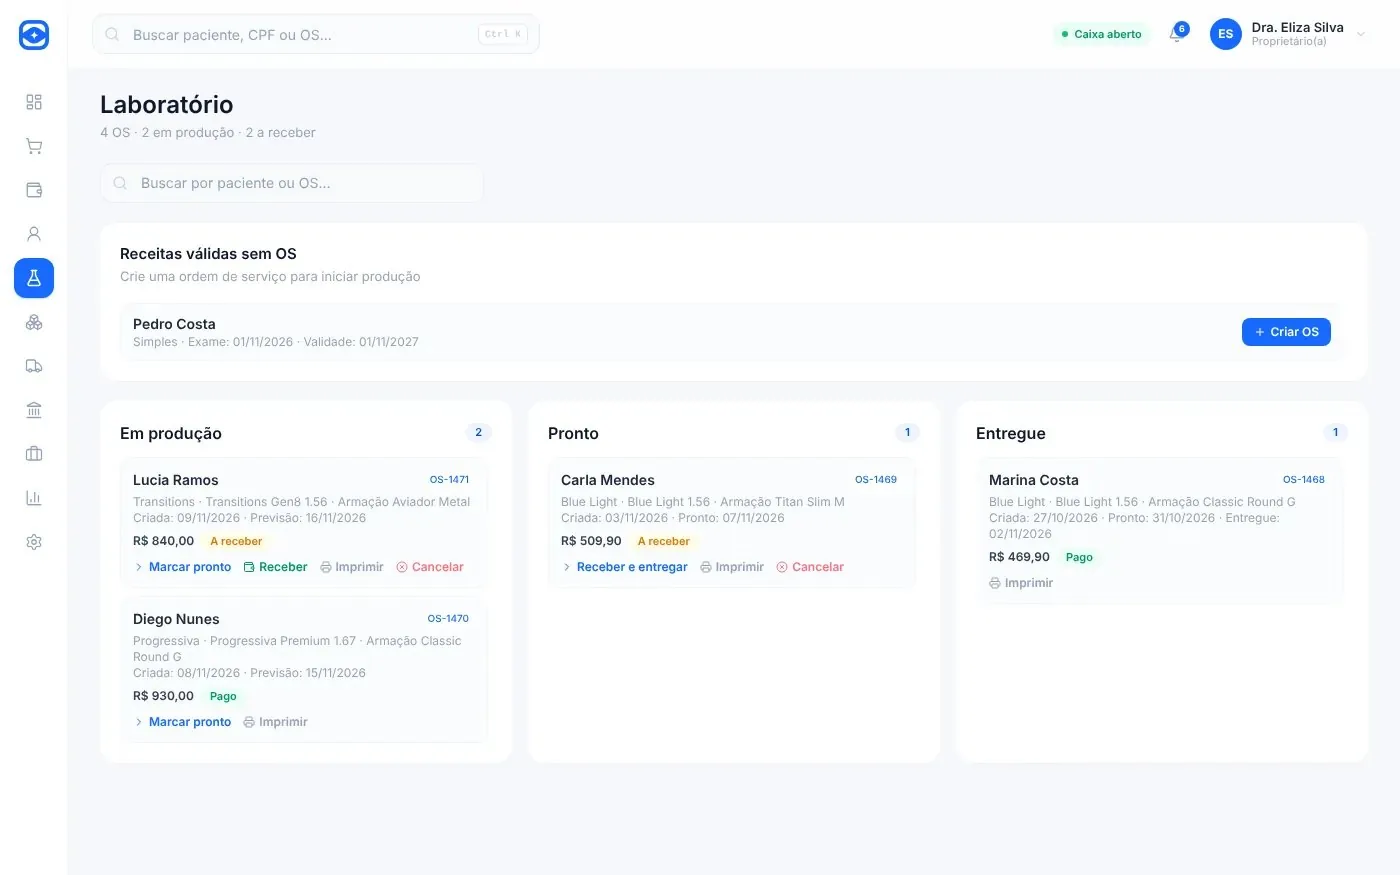 Buscar paciente, CPF ou OS...
Ctrl K
Caixa aberto
6
ES
Dra. Eliza Silva
Proprietário(a)
Laboratório
4 OS · 2 em produção · 2 a receber
Buscar por paciente ou OS...
Receitas válidas sem OS
Crie uma ordem de serviço para iniciar produção
Pedro Costa
Simples · Exame: 01/11/2026 · Validade: 01/11/2027
+ Criar OS
Em produção
2
Lucia Ramos
OS-1471
Transitions · Transitions Gen8 1.56 · Armação Aviador Metal
Criada: 09/11/2026 · Previsão: 16/11/2026
R$ 840,00 A receber
Marcar pronto Receber Imprimir Cancelar
Diego Nunes
OS-1470
Progressiva · Progressiva Premium 1.67 · Armação Classic
Round G
Criada: 08/11/2026 · Previsão: 15/11/2026
R$ 930,00 Pago
Marcar pronto Imprimir
Pronto
1
Carla Mendes
OS-1469
Blue Light · Blue Light 1.56 · Armação Titan Slim M
Criada: 03/11/2026 · Pronto: 07/11/2026
R$ 509,90 A receber
Receber e entregar Imprimir Cancelar
Entregue
1
Marina Costa
OS-1468
Blue Light · Blue Light 1.56 · Armação Classic Round G
Criada: 27/10/2026 · Pronto: 31/10/2026 · Entregue:
02/11/2026
R$ 469,90 Pago
Imprimir